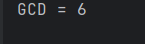 GCD = 6